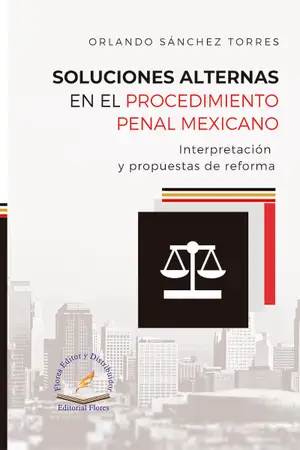 ORLANDO SÁNCHEZ TORRES
SOLUCIONES ALTERNAS
EN EL PROCEDIMIENTO
PENAL MEXICANO
Interpretación
y propuestas de reforma
Flores Editor y Distribuidor
Editorial Flores